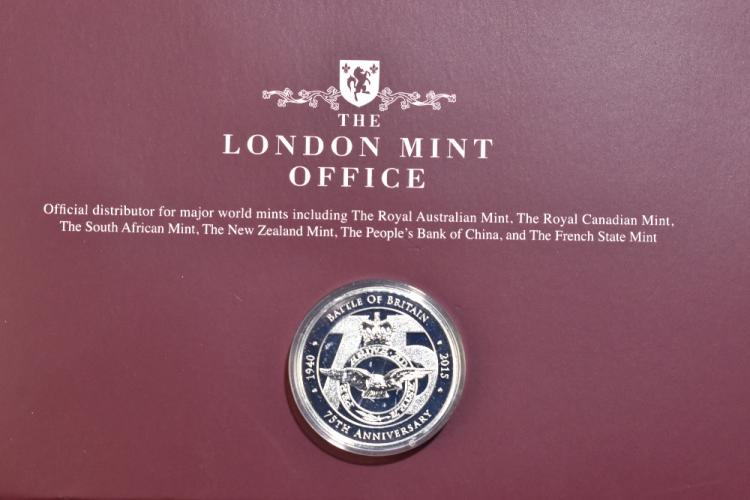 THE
LONDON MINT
OFFICE
Official distributor for major world mints including The Royal Australian Mint, The Royal Canadian Mint,
The South African Mint, The New Zealand Mint, The People's Bank of China, and The French State Mint
BATTLE OF BRITAIN
1940
2015
75
75TH ANNIVERSARY